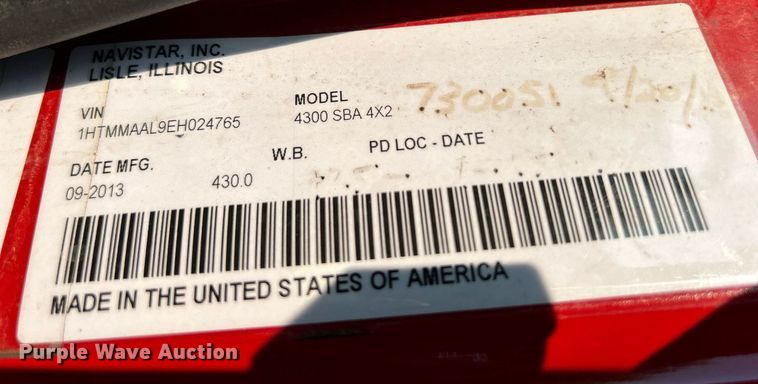 NAVISTAR, INC.
LISLE, ILLINOIS
VIN
1HTMMAAL9EH024765
MODEL
4300 SBA 4X2
730051
DATE MFG.
09-2013
W.B.
430.0
PD LOC - DATE
MADE IN THE UNITED STATES OF AMERICA
Purple Wave Auction